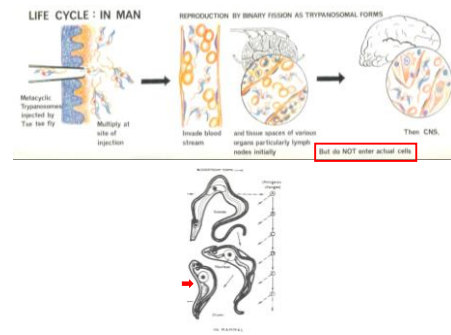 LIFE CYCLE: IN MAN
REPRODUCTION BY BINARY FISSION AS TRYPANOSOMAL FORMS
Metacyclic
Trypanosomes
injected by
Tse tse fly
Multiply at
site of
injection
Invade blood
stream
and tissue spaces of various
organs particularly lymph
nodes initially
Then CNS,
But do NOT enter actual cells